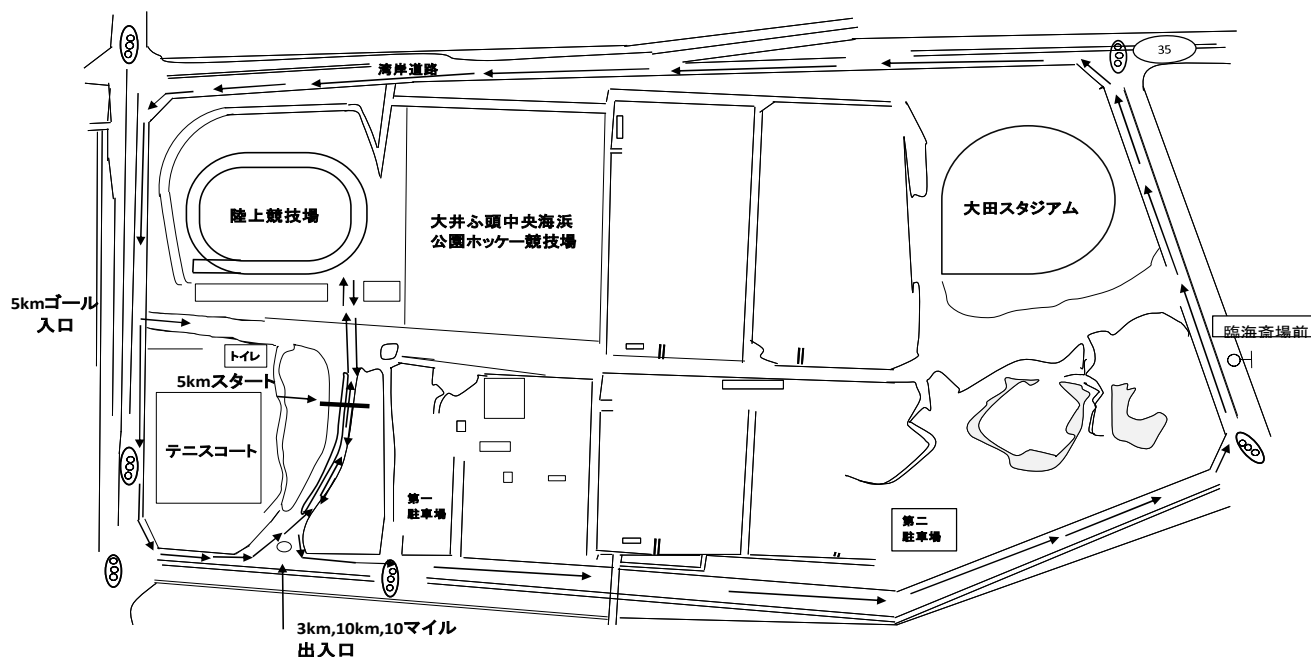 35
湾岸道路
陸上競技場
大井ふ頭中央海浜
公園ホッケー競技場
大田スタジアム
5kmゴール
入口
臨海斎場前
トイレ
5kmスタート
テニスコート
第一
駐車場
第二
駐車場
3km,10km,10マイル
出入口